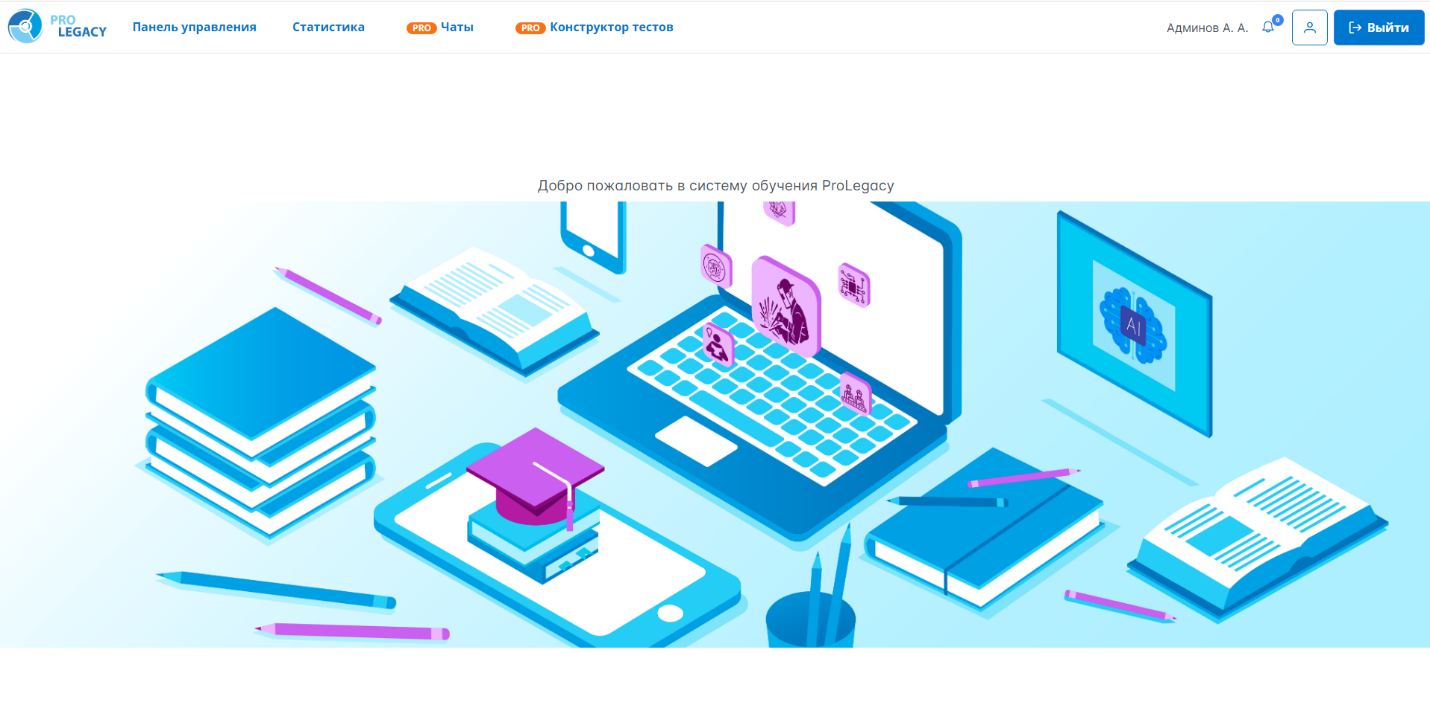 PRO
LEGACY
Панель управления
Статистика
PRO Чаты
PRO Конструктор тестов
Админов А. А.
0
Выйти
Добро пожаловать в систему обучения ProLegacy
AI